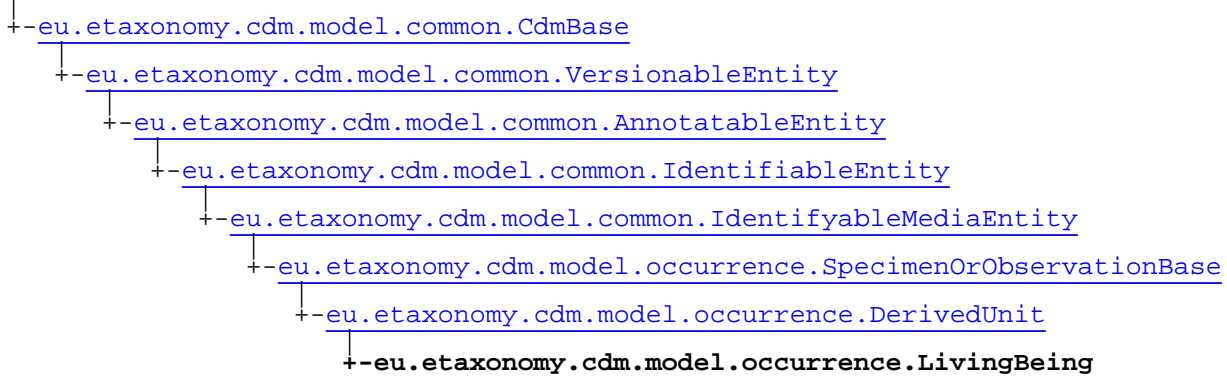 +-eu.etaxonomy.cdm.model.common.CdmBase
+-eu.etaxonomy.cdm.model.common.VersionableEntity
+-eu.etaxonomy.cdm.model.common.AnnotatableEntity
+-eu.etaxonomy.cdm.model.common.IdentifiableEntity
+-eu.etaxonomy.cdm.model.common.IdentifyableMediaEntity
+-eu.etaxonomy.cdm.model.occurrence.SpecimenOrObservationBase
+-eu.etaxonomy.cdm.model.occurrence.DerivedUnit
+-eu.etaxonomy.cdm.model.occurrence.LivingBeing